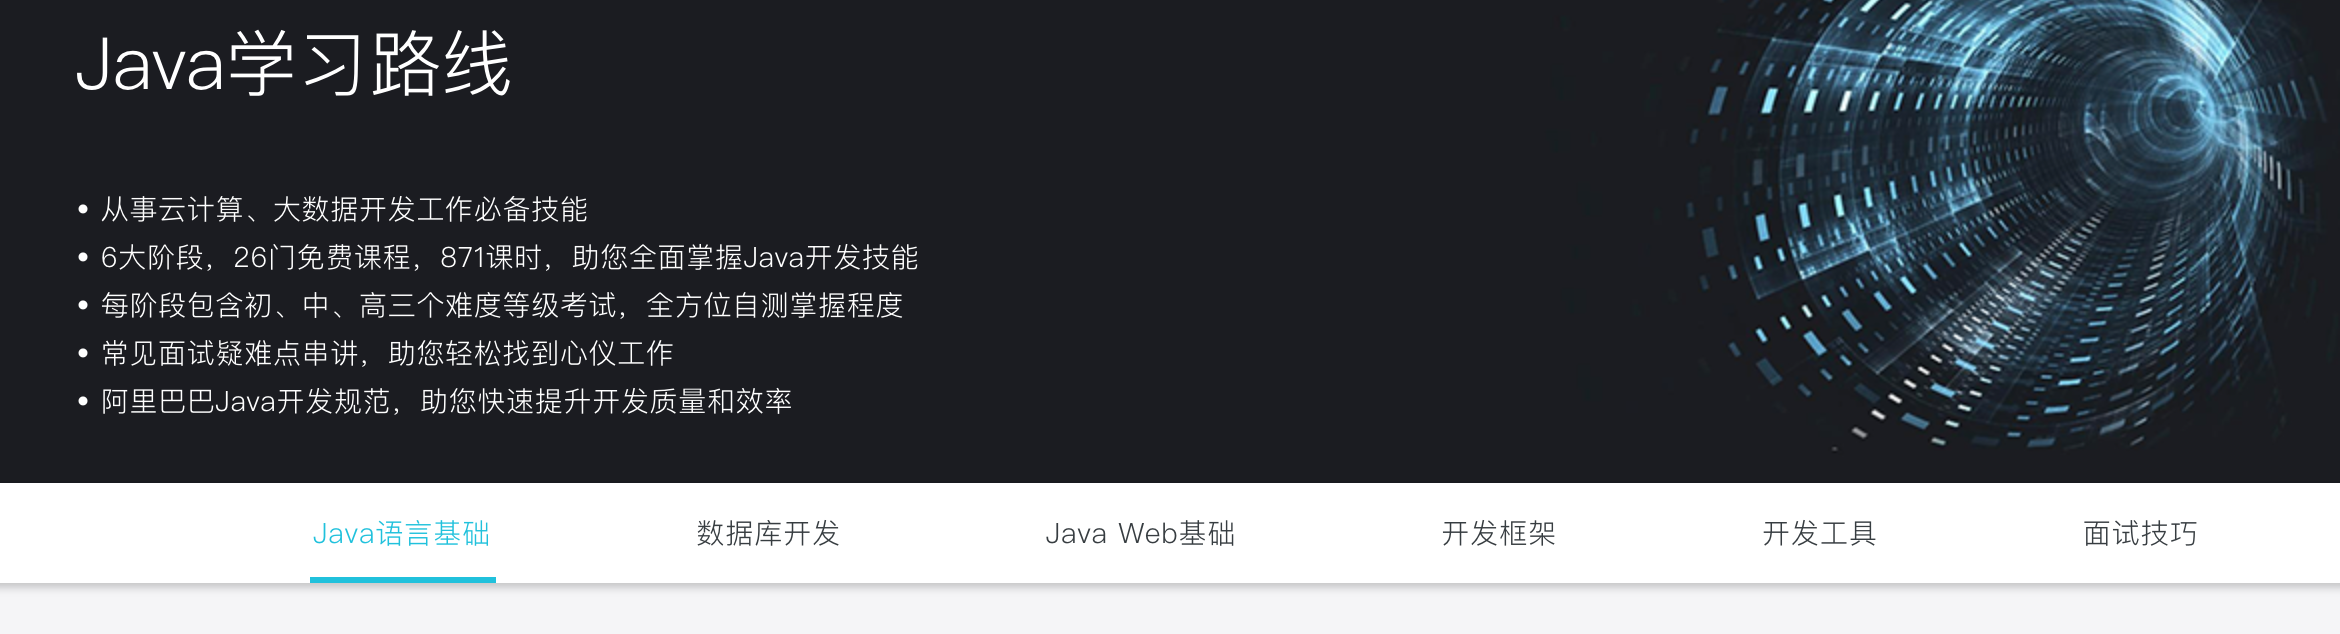 Java学习路线
• 从事云计算、大数据开发工作必备技能
• 6大阶段，26门免费课程，871课时，助您全面掌握Java开发技能
• 每阶段包含初、中、高三个难度等级考试，全方位自测掌握程度
• 常见面试疑难点串讲，助您轻松找到心仪工作
• 阿里巴巴Java开发规范，助您快速提升开发质量和效率
Java语言基础 数据库开发 Java Web基础 开发框架 开发工具 面试技巧